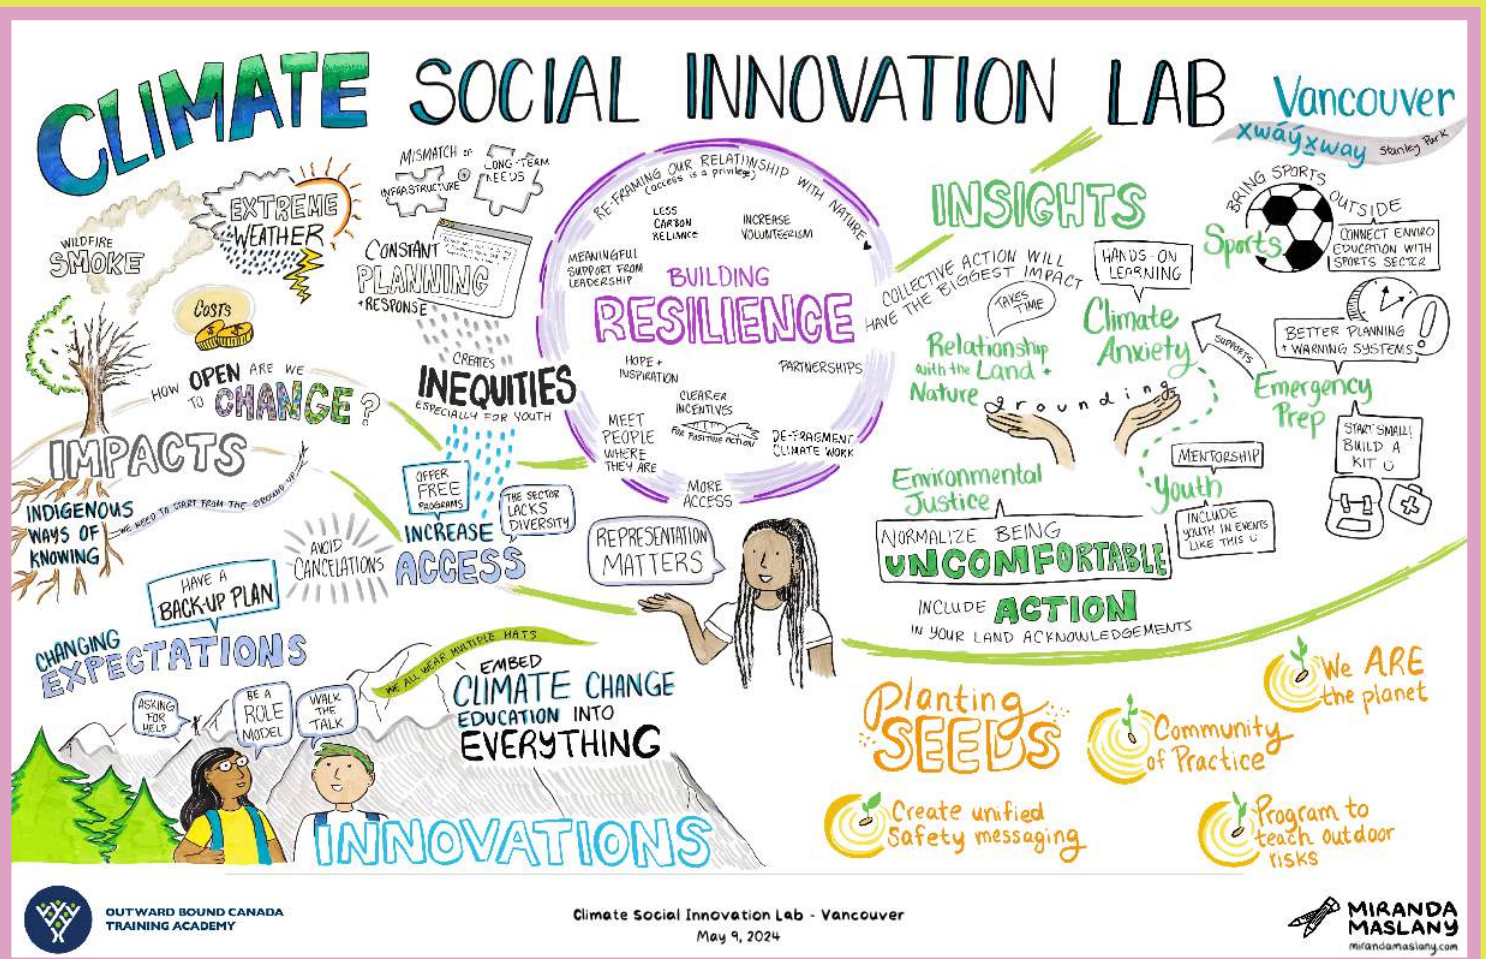 CLIMATE SOCIAL INNOVATION LAB
Vancouver
xwáýx̱way
Stanley Park
WILDFIRE
SMOKE
EXTREME
WEATHER
MISMATCH OF
INFRASTRUCTURE +
LONG-TEAM
NEEDS
CONSTANT
PLANNING
+ RESPONSE
COSTS
CREATES
INEQUITIES
ESPECIALLY FOR YOUTH
HOW OPEN ARE WE
TO CHANGE?
IMPACTS
INDIGENOUS
WAYS OF
KNOWING
WE NEED TO START FROM THE GROUND UP
RE-FRAMING OUR RELATINSHIP WITH NATURE
(access is a privilege)
LESS
CARBON
RELIANCE
INCREASE
VOLUNTEERISM
MEANINGFUL
SUPPORT FROM
LEADERSHIP
BUILDING
RESILIENCE
HOPE +
INSPIRATION
PARTNERSHIPS
CLEARER
INCENTIVES
FOR POSITIVE ACTION
MEET
PEOPLE
WHERE
THEY ARE
DE-FRAGMENT
CLIMATE WORK
MORE
ACCESS
OFFER
FREE
PROGRAMS
THE SECTOR
LACKS
DIVERSITY
INCREASE
ACCESS
AVOID
CANCELATIONS
HAVE A
BACK-UP PLAN
CHANGING
EXPECTATIONS
REPRESENTATION
MATTERS
ASKING
FOR
HELP
BE A
ROLE
MODEL
WALK
THE
TALK
WE ALL WEAR MULTIPLE HATS
EMBED
CLIMATE CHANGE
EDUCATION INTO
EVERYTHING
INNOVATIONS
INSIGHTS
COLLECTIVE ACTION WILL
HAVE THE BIGGEST IMPACT
TAKES
TIME
Relationship
with the Land +
Nature
HANDS-ON
LEARNING
Climate
Anxiety
grounding
BRING SPORTS OUTSIDE
Sports
CONNECT ENVIRO
EDUCATION WITH
SPORTS SECTOR
BETTER PLANNING
+ WARNING SYSTEMS
SUPPORTS
Emergency
Prep
START SMALL!
BUILD A
KIT
MENTORSHIP
Youth
INCLUDE
YOUTH IN EVENTS
LIKE THIS
Environmental
Justice
NORMALIZE BEING
UNCOMFORTABLE
INCLUDE ACTION
IN YOUR LAND ACKNOWLEDGEMENTS
Planting
SEEDS
We ARE
the planet
Community
of Practice
Create unified
Safety messaging
Program to
teach outdoor
risks
OUTWARD BOUND CANADA
TRAINING ACADEMY
Climate Social Innovation Lab - Vancouver
May 9, 2024
MIRANDA
MASLANY
mirandamaslany.com